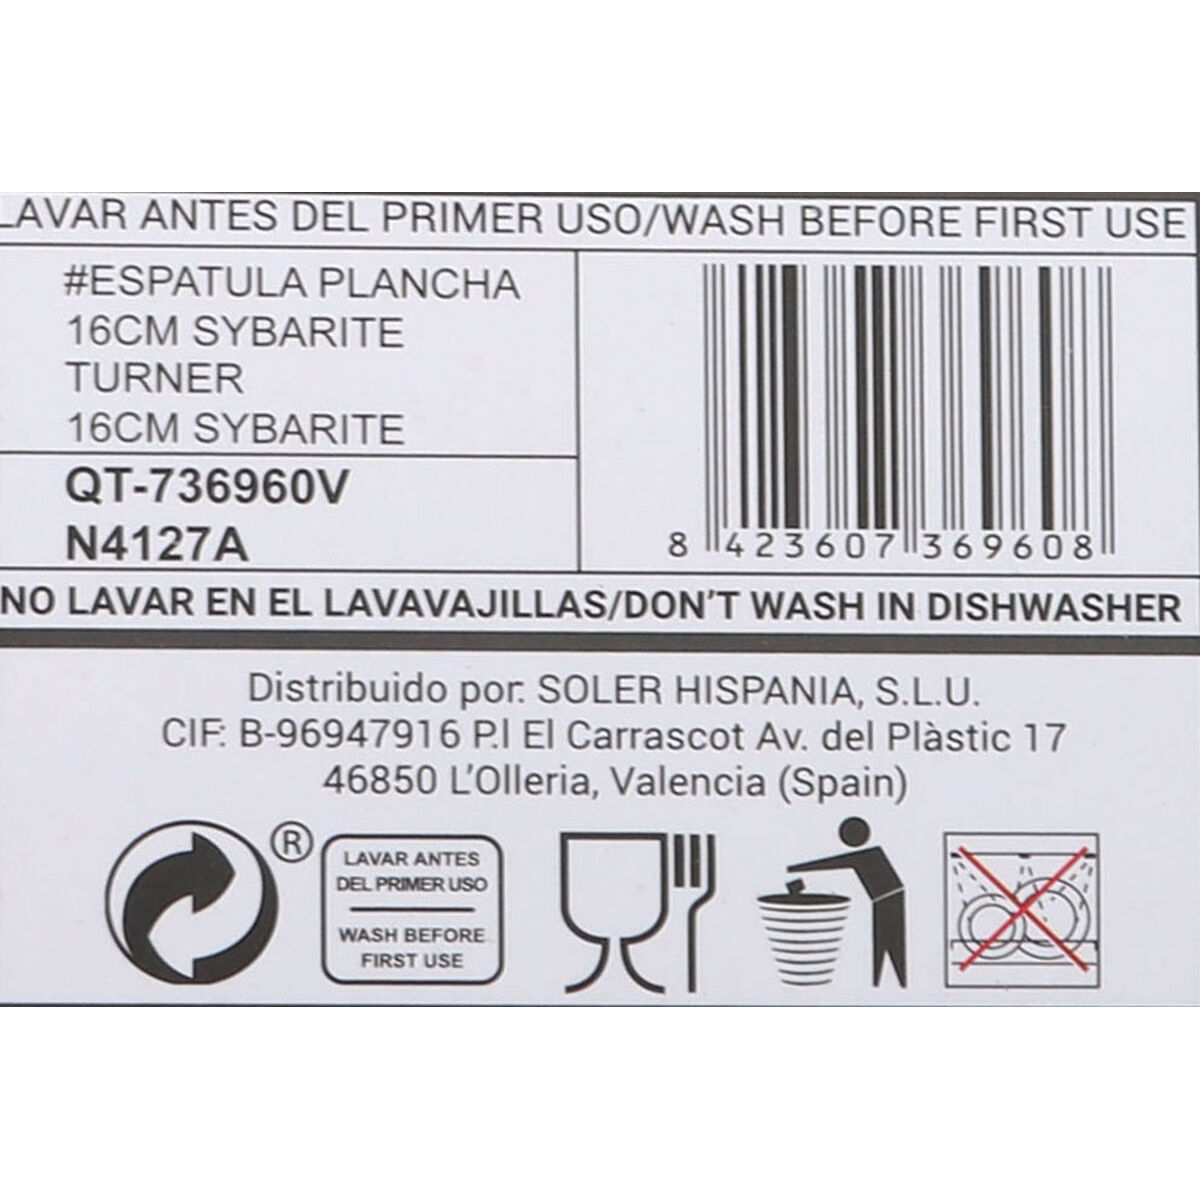 LAVAR ANTES DEL PRIMER USO/WASH BEFORE FIRST USE
#ESPATULA PLANCHA
16CM SYBARITE
TURNER
16CM SYBARITE
QT-736960V
N4127A
8 423607 369608
NO LAVAR EN EL LAVAVAJILLAS/DON'T WASH IN DISHWASHER
Distribuido por: SOLER HISPANIA, S.L.U.
CIF: B-96947916 P.I El Carrascot Av. del Plàstic 17
46850 L'Olleria, Valencia (Spain)
®
LAVAR ANTES
DEL PRIMER USO
WASH BEFORE
FIRST USE